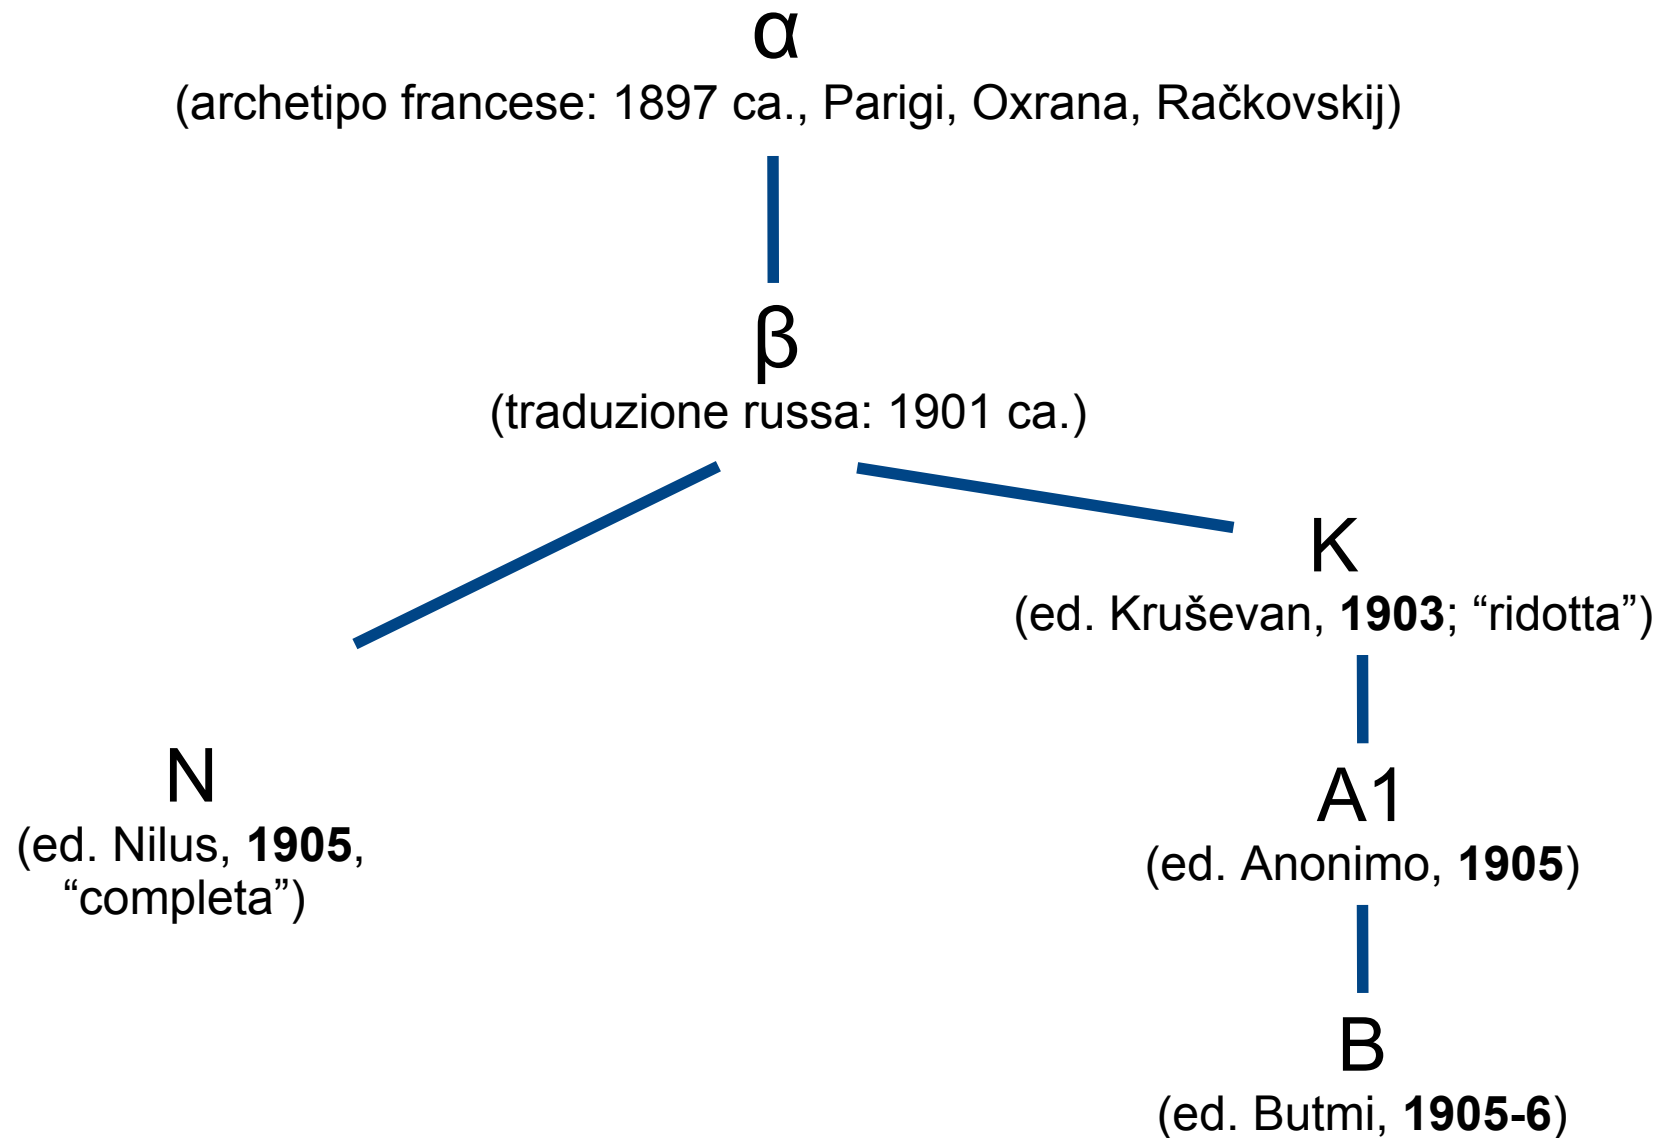 α
(archetipo francese: 1897 ca., Parigi, Oxrana, Račkovskij)
β
(traduzione russa: 1901 ca.)
K
(ed. Kruševan, 1903; “ridotta”)
N
(ed. Nilus, 1905,
“completa”)
A1
(ed. Anonimo, 1905)
B
(ed. Butmi, 1905-6)